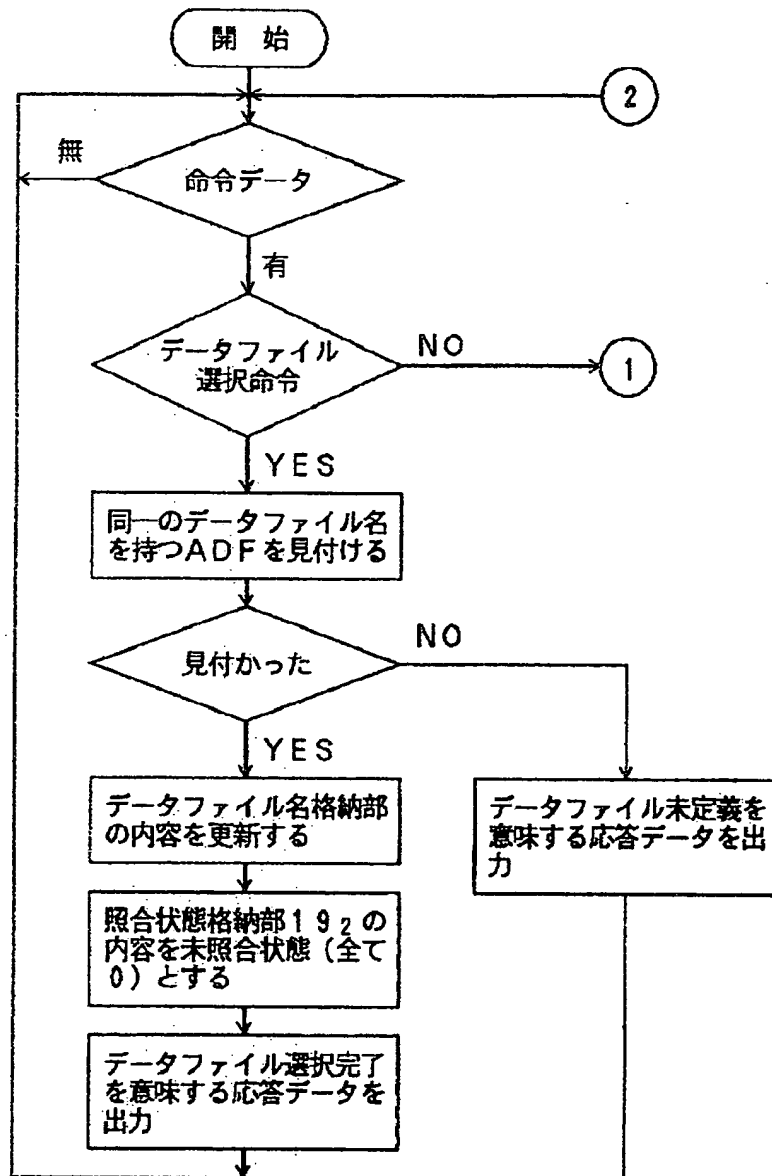 開 始
2
無
命令データ
有
データファイル
選択命令
NO
1
YES
同一のデータファイル名
を持つADFを見付ける
見付かった
NO
YES
データファイル名格納部
の内容を更新する
データファイル未定義を
意味する応答データを出
力
照合状態格納部19₂の
内容を未照合状態(全て
0)とする
データファイル選択完了
を意味する応答データを
出力